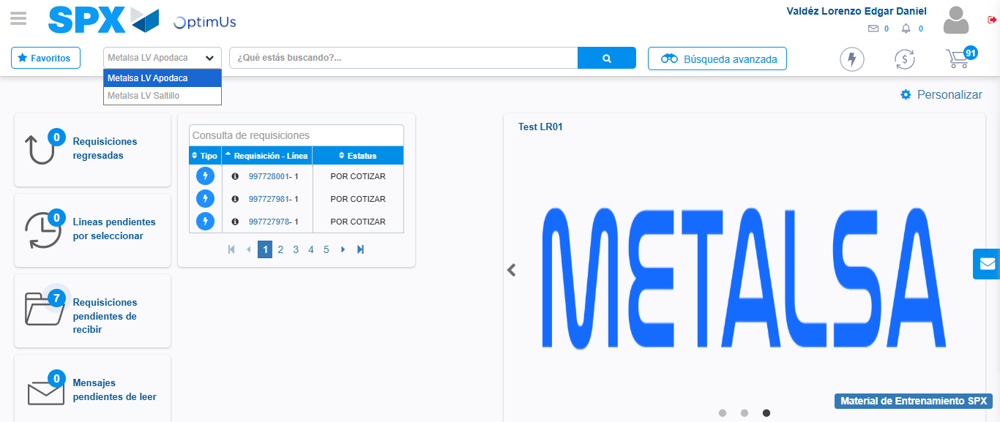 SPX
OptimUs
Valdéz Lorenzo Edgar Daniel
0
0
Favoritos
Metalsa LV Apodaca
¿Qué estás buscando?...
Búsqueda avanzada
91
Metalsa LV Apodaca
Metalsa LV Saltillo
Personalizar
0
Requisiciones
regresadas
0
Lineas pendientes
por seleccionar
7
Requisiciones
pendientes de
recibir
0
Mensajes
pendientes de leer
Consulta de requisiciones
Tipo Requisición - Línea Estatus
997728001- 1 POR COTIZAR
997727981- 1 POR COTIZAR
997727978- 1 POR COTIZAR
1 2 3 4 5
Test LR01
METALSA
Material de Entrenamiento SPX